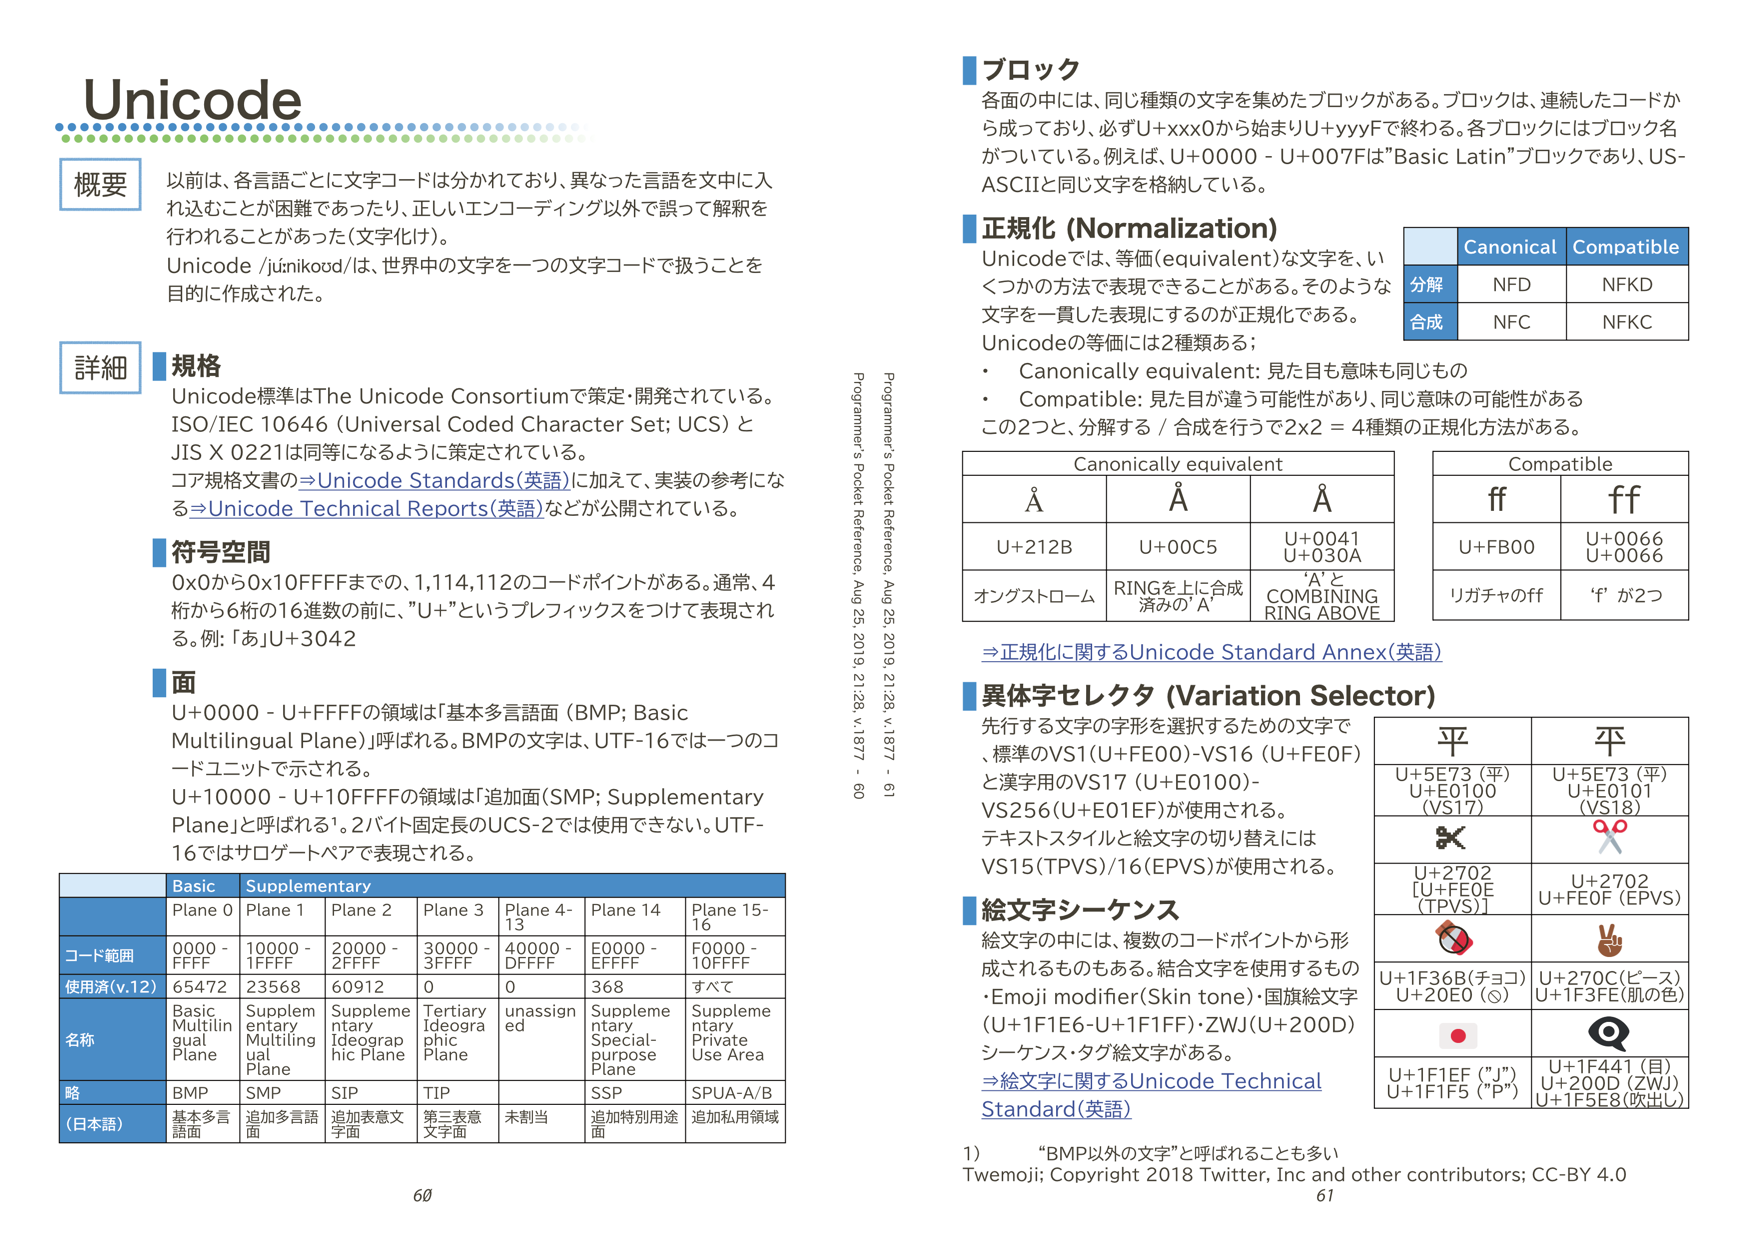 Unicode
概要
以前は、各言語ごとに文字コードは分かれており、異なった言語を文中に入
れ込むことが困難であったり、正しいエンコーディング以外で誤って解釈を
行われることがあった(文字化け)。
Unicode /júːnikoʊd/は、世界中の文字を一つの文字コードで扱うことを
目的に作成された。
詳細
規格
Unicode標準はThe Unicode Consortiumで策定・開発されている。
ISO/IEC 10646 (Universal Coded Character Set; UCS) と
JIS X 0221は同等になるように策定されている。
コア規格文書の⇒Unicode Standards(英語)に加えて、実装の参考にな
る⇒Unicode Technical Reports(英語)などが公開されている。
符号空間
0x0から0x10FFFFまでの、1,114,112のコードポイントがある。通常、4
桁から6桁の16進数の前に、”U+”というプレフィックスをつけて表現され
る。例:「あ」U+3042
面
U+0000 - U+FFFFの領域は「基本多言語面 (BMP; Basic
Multilingual Plane)」呼ばれる。BMPの文字は、UTF-16では一つのコ
ードユニットで示される。
U+10000 - U+10FFFFの領域は「追加面(SMP; Supplementary
Plane」と呼ばれる¹。2バイト固定長のUCS-2では使用できない。UTF-
16ではサロゲートペアで表現される。
Basic Supplementary
Plane 0 Plane 1 Plane 2 Plane 3 Plane 4-13 Plane 14 Plane 15-16
コード範囲 0000 - FFFF 10000 - 1FFFF 20000 - 2FFFF 30000 - 3FFFF 40000 - DFFFF E0000 - EFFFF F0000 - 10FFFF
使用済(v.12) 65472 23568 60912 0 0 368 すべて
名称 Basic Multilingual Plane Supplementary Multilingual Plane Supplementary Ideographic Plane Tertiary Ideographic Plane unassigned Supplementary Special-purpose Plane Supplementary Private Use Area
略 BMP SMP SIP TIP SSP SPUA-A/B
(日本語) 基本多言語面 追加多言語面 追加表意文字面 第三表意文字面 未割当 追加特別用途面 追加私用領域
60
Programmer's Pocket Reference, Aug 25, 2019, 21:28, v.1877 - 60
Programmer's Pocket Reference, Aug 25, 2019, 21:28, v.1877 - 61
ブロック
各面の中には、同じ種類の文字を集めたブロックがある。ブロックは、連続したコードか
ら成っており、必ずU+xxx0から始まりU+yyyFで終わる。各ブロックにはブロック名
がついている。例えば、U+0000 - U+007Fは”Basic Latin”ブロックであり、US-
ASCIIと同じ文字を格納している。
正規化 (Normalization)
Unicodeでは、等価(equivalent)な文字を、い
くつかの方法で表現できることがある。そのような
文字を一貫した表現にするのが正規化である。
Unicodeの等価には2種類ある;
・ Canonically equivalent: 見た目も意味も同じもの
・ Compatible: 見た目が違う可能性があり、同じ意味の可能性がある
この2つと、分解する / 合成を行うで2x2 = 4種類の正規化方法がある。
Canonical Compatible
分解 NFD NFKD
合成 NFC NFKC
Canonically equivalent
Å Å Å
U+212B U+00C5 U+0041 U+030A
オングストローム RINGを上に合成済みの’A’ ‘A’と COMBINING RING ABOVE
Compatible
ﬀ ff
U+FB00 U+0066 U+0066
リガチャのff ‘f’ が2つ
⇒正規化に関するUnicode Standard Annex(英語)
異体字セレクタ (Variation Selector)
先行する文字の字形を選択するための文字で
、標準のVS1(U+FE00)-VS16 (U+FE0F)
と漢字用のVS17 (U+E0100)-
VS256(U+E01EF)が使用される。
テキストスタイルと絵文字の切り替えには
VS15(TPVS)/16(EPVS)が使用される。
絵文字シーケンス
絵文字の中には、複数のコードポイントから形
成されるものもある。結合文字を使用するもの
・Emoji modifier(Skin tone)・国旗絵文字
(U+1F1E6-U+1F1FF)・ZWJ(U+200D)
シーケンス・タグ絵文字がある。
⇒絵文字に関するUnicode Technical
Standard(英語)
平 平
U+5E73 (平) U+E0100 (VS17) U+5E73 (平) U+E0101 (VS18)
U+2702 [U+FE0E (TPVS)] U+2702 U+FE0F (EPVS)
U+1F36B(チョコ) U+20E0 (⃠) U+270C(ピース) U+1F3FE(肌の色)
U+1F1EF (”J”) U+1F1F5 (”P”) U+1F441 (目) U+200D (ZWJ) U+1F5E8(吹出し)
1) “BMP以外の文字”と呼ばれることも多い
Twemoji; Copyright 2018 Twitter, Inc and other contributors; CC-BY 4.0
61